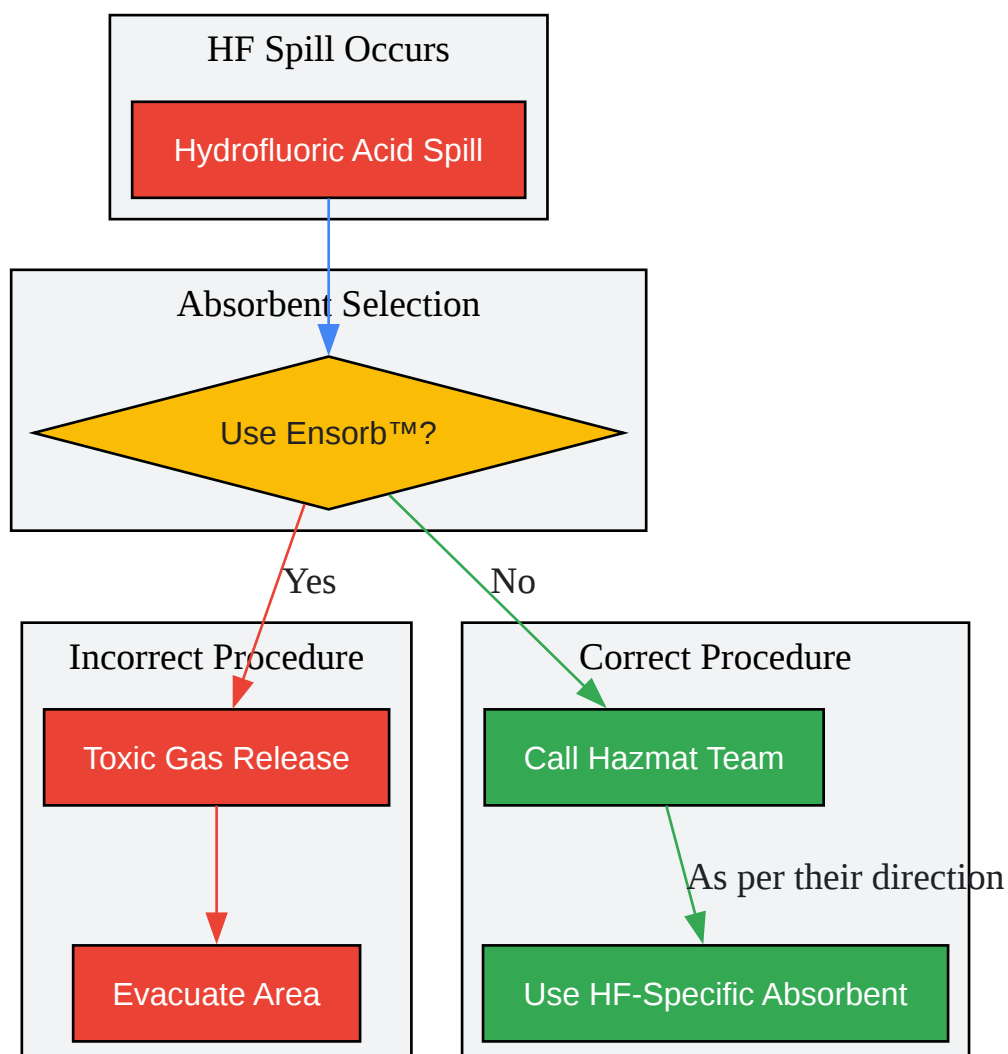 HF Spill Occurs
Hydrofluoric Acid Spill
Absorbent Selection
Use Ensorb™?
Yes
No
Incorrect Procedure
Correct Procedure
Toxic Gas Release
Call Hazmat Team
As per their direction
Evacuate Area
Use HF-Specific Absorbent